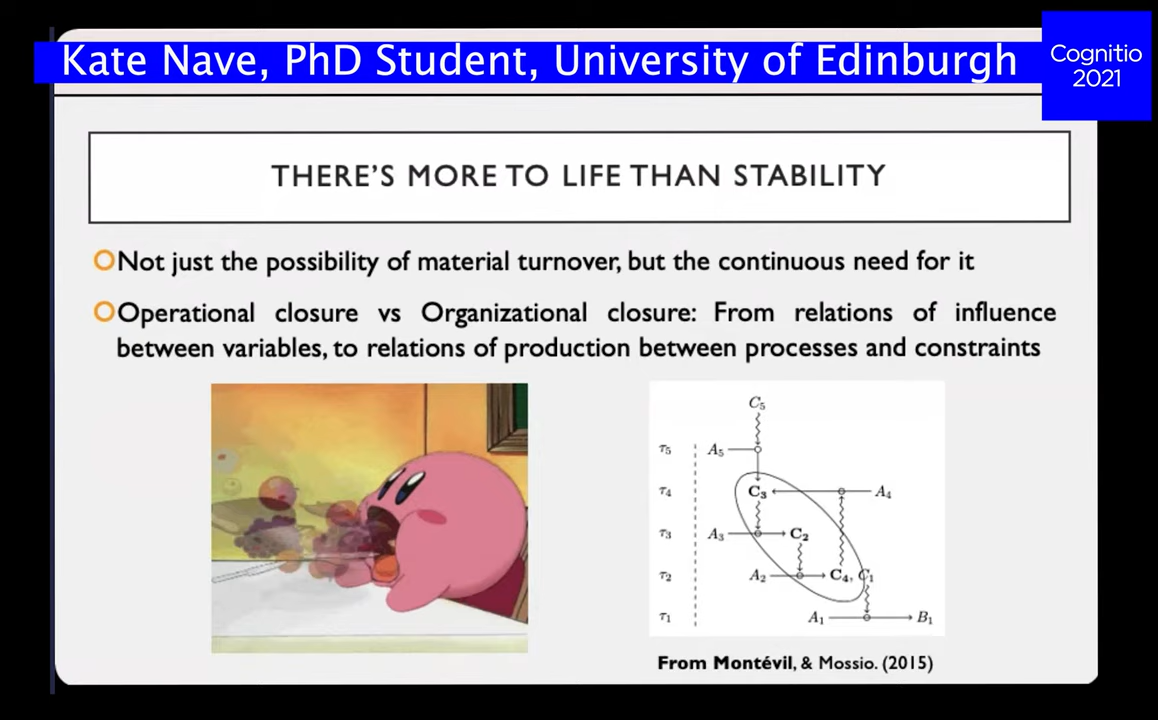 Kate Nave, PhD Student, University of Edinburgh
Cognitio
2021
THERE'S MORE TO LIFE THAN STABILITY
Not just the possibility of material turnover, but the continuous need for it
Operational closure vs Organizational closure: From relations of influence
between variables, to relations of production between processes and constraints
C₅
τ₅ A₅
τ₄ C₃ A₄
τ₃ A₃ C₂
τ₂ A₂ C₄, C₁
τ₁ A₁ B₁
From Montévil, & Mossio. (2015)